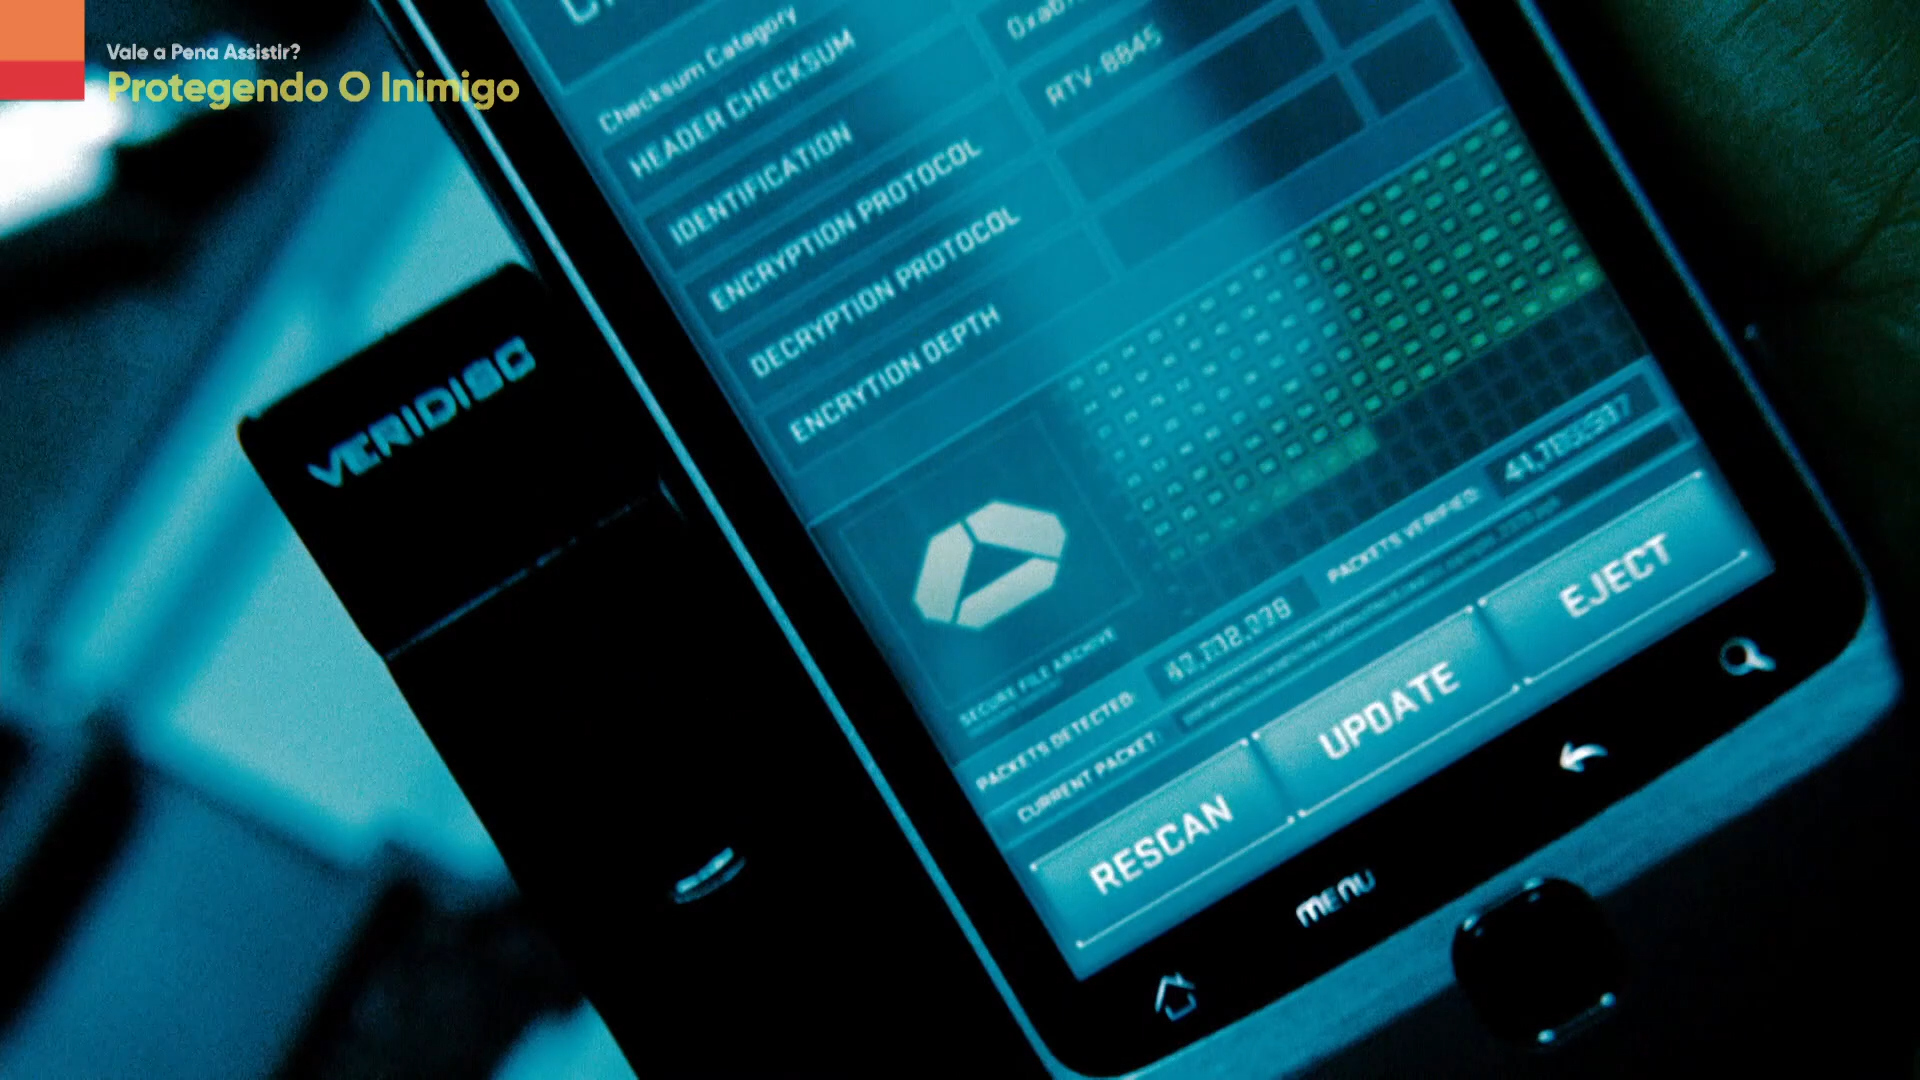 Vale a Pena Assistir?
Protegendo O Inimigo
Checksum Category
HEADER CHECKSUM
IDENTIFICATION
RTV-8845
ENCRYPTION PROTOCOL
DECRYPTION PROTOCOL
ENCRYTION DEPTH
VERIDISC
SECURE FILE ARCHIVE
PACKETS DETECTED:
PACKETS VERIFIED:
CURRENT PACKET:
RESCAN
UPDATE
EJECT
menu